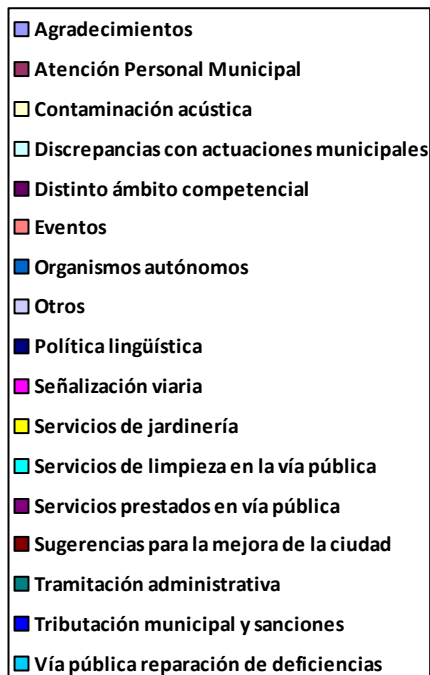 Agradecimientos
Atención Personal Municipal
Contaminación acústica
Discrepancias con actuaciones municipales
Distinto ámbito competencial
Eventos
Organismos autónomos
Otros
Política lingüística
Señalización viaria
Servicios de jardinería
Servicios de limpieza en la vía pública
Servicios prestados en vía pública
Sugerencias para la mejora de la ciudad
Tramitación administrativa
Tributación municipal y sanciones
Vía pública reparación de deficiencias